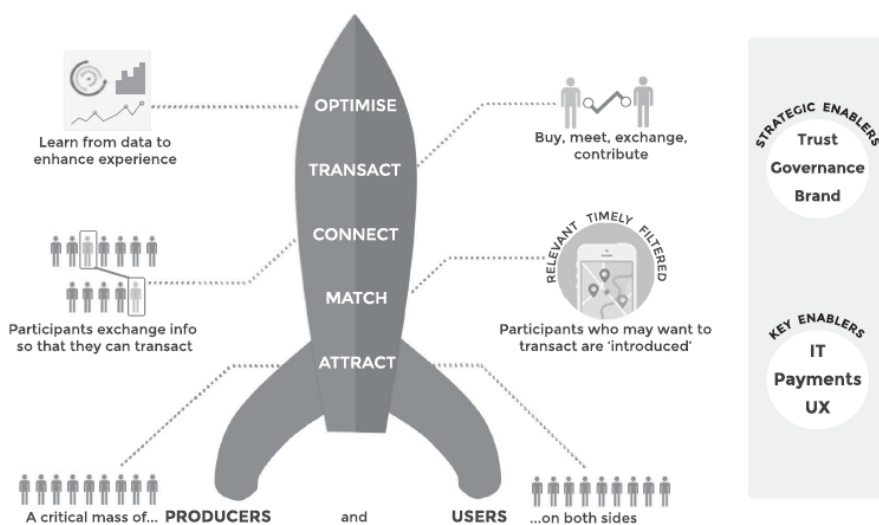 OPTIMISE
Learn from data to
enhance experience
TRANSACT
Buy, meet, exchange,
contribute
CONNECT
Participants exchange info
so that they can transact
MATCH
RELEVANT TIMELY FILTERED
Participants who may want to
transact are ‘introduced’
ATTRACT
A critical mass of... PRODUCERS and USERS ...on both sides
STRATEGIC ENABLERS
Trust
Governance
Brand
KEY ENABLERS
IT
Payments
UX